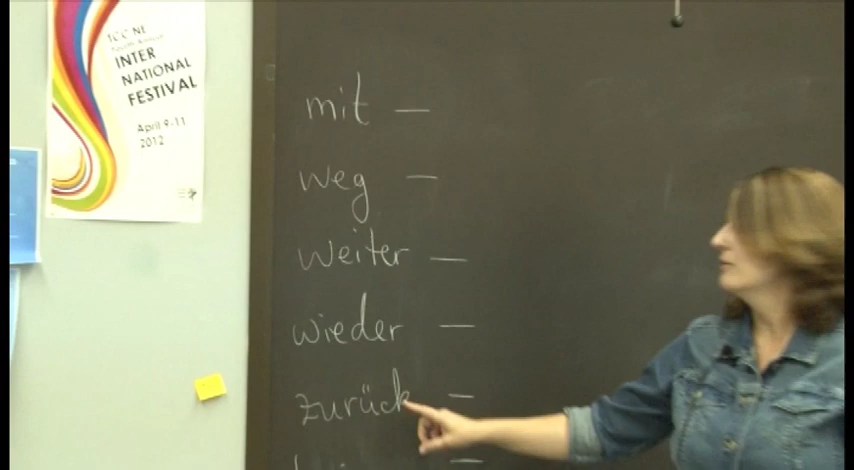 INTER
NATIONAL
FESTIVAL
April 9-11
2012
mit —
weg —
weiter —
wieder —
zurück —